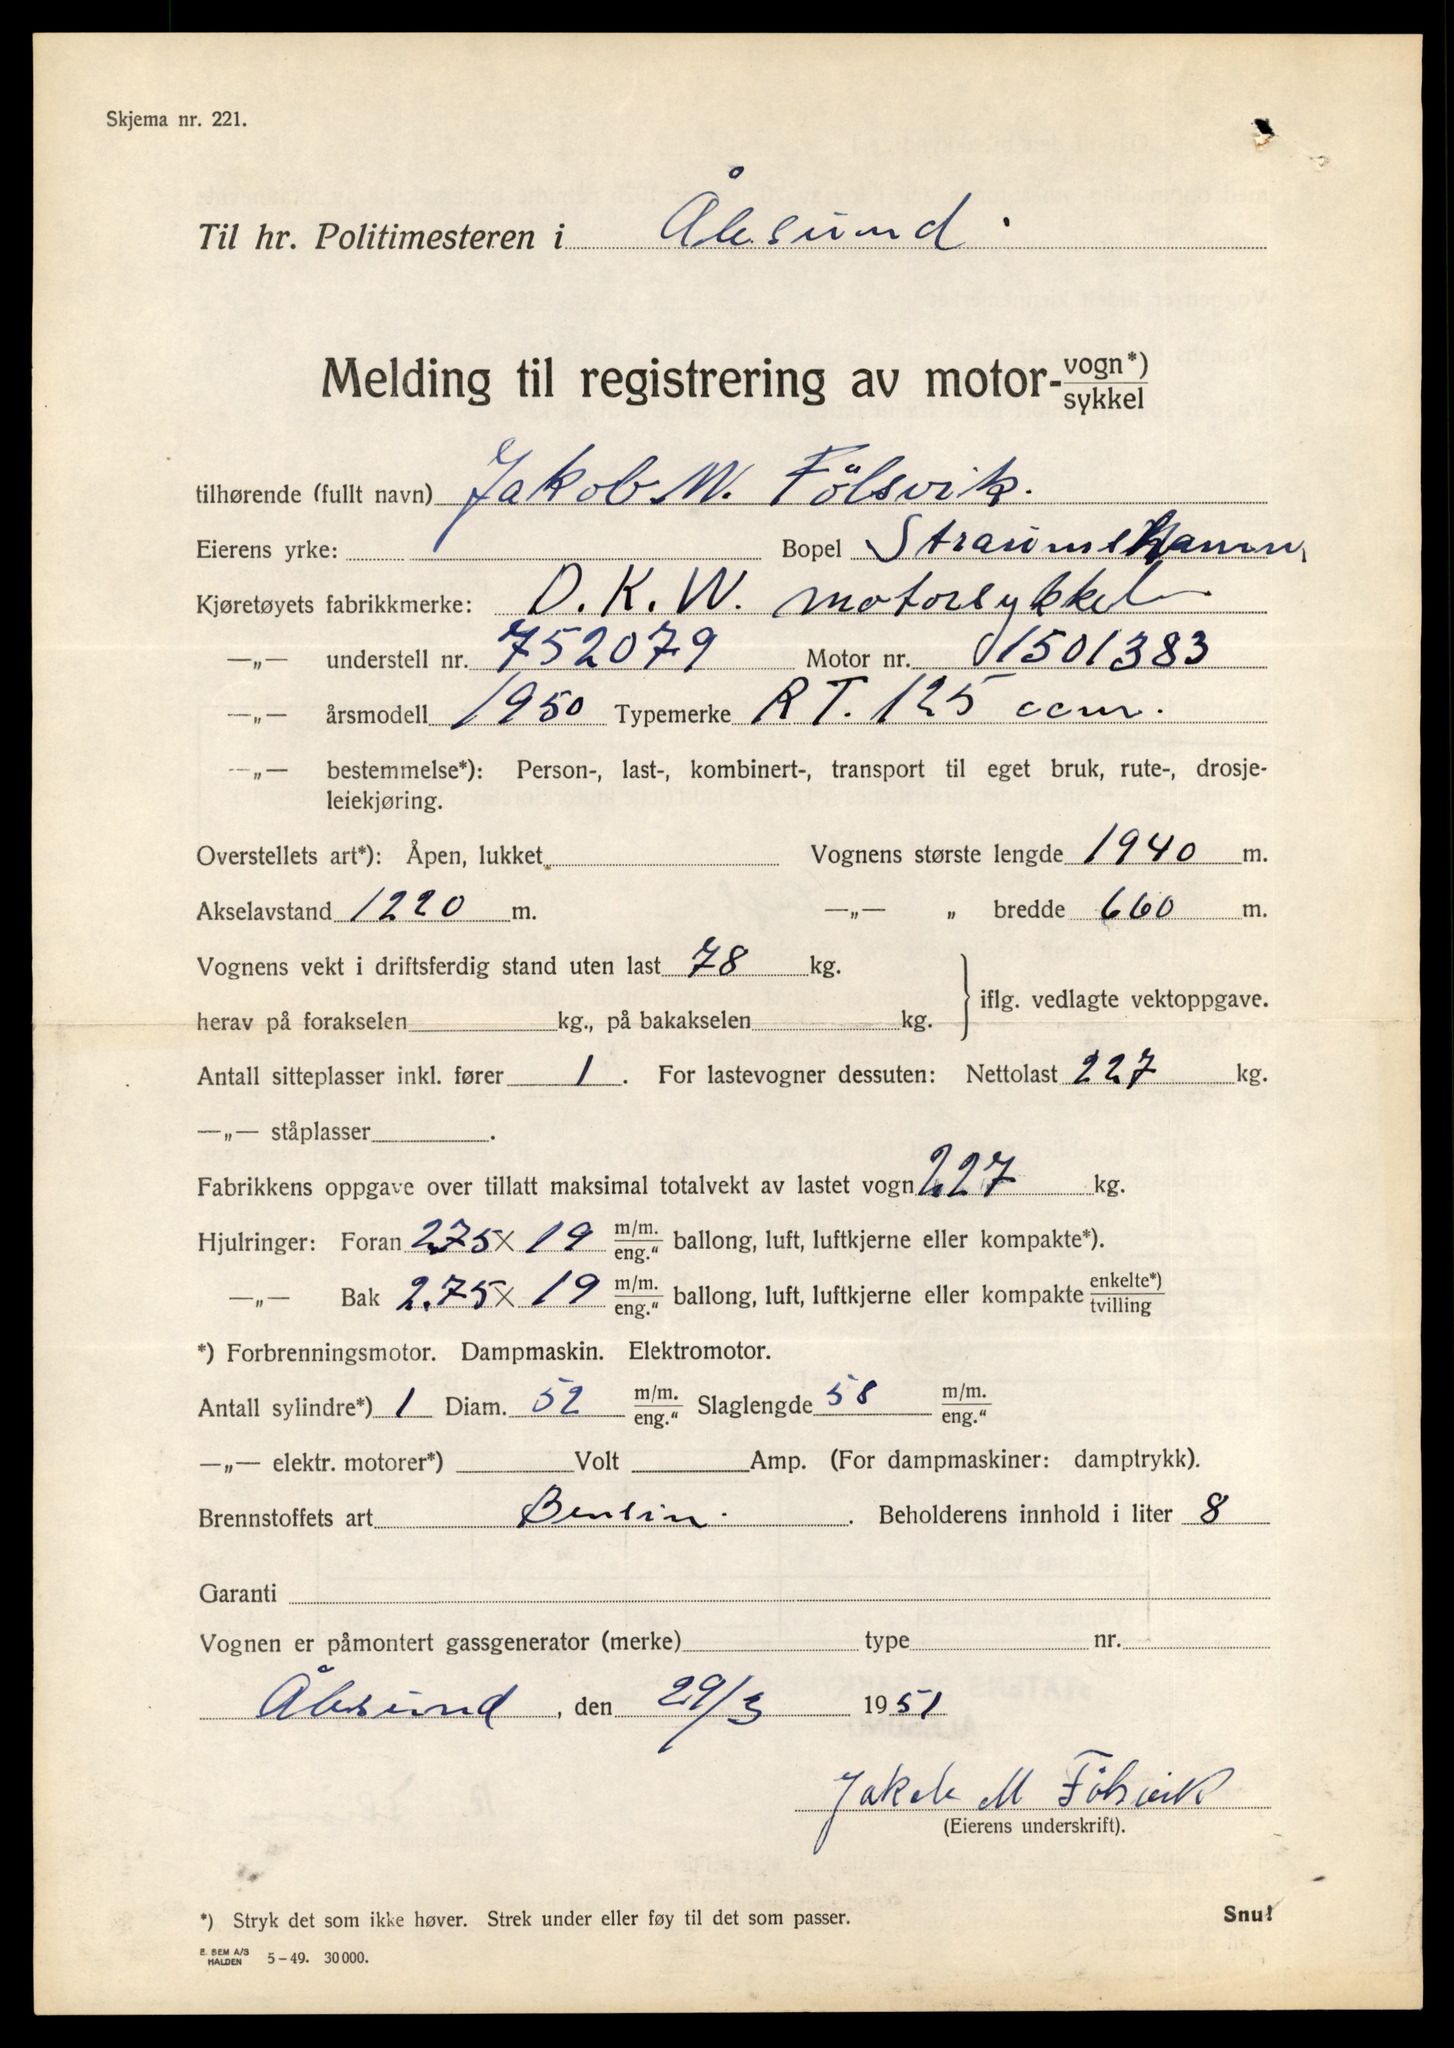 Skjema nr. 221.
Til hr. Politimesteren i Ålesund.
Melding til registrering av motor-vogn*)/sykkel
tilhørende (fullt navn) Jakob M. Fölsvik.
Eierens yrke: Bopel Straumshamn,
Kjøretøyets fabrikkmerke: D.K.W. motorsykkel
—„— understell nr. 752079 Motor nr. 01501383
—„— årsmodell 1950 Typemerke RT. 125 ccm.
—„— bestemmelse*): Person-, last-, kombinert-, transport til eget bruk, rute-, drosje-
leiekjøring.
Overstellets art*): Åpen, lukket Vognens største lengde 1940 m.
Akselavstand 1220 m. —„— „ bredde 660 m.
Vognens vekt i driftsferdig stand uten last 78 kg.
iflg. vedlagte vektoppgave.
herav på forakselen kg., på bakakselen kg.
Antall sitteplasser inkl. fører 1. For lastevogner dessuten: Nettolast 227 kg.
—„— ståplasser .
Fabrikkens oppgave over tillatt maksimal totalvekt av lastet vogn 227 kg.
Hjulringer: Foran 2.75 x 19 m/m./eng.“ ballong, luft, luftkjerne eller kompakte*).
—„— Bak 2.75 x 19 m/m./eng.“ ballong, luft, luftkjerne eller kompakte enkelte*)/tvilling
*) Forbrenningsmotor. Dampmaskin. Elektromotor.
Antall sylindre*) 1 Diam. 52 m/m./eng.“ Slaglengde 58 m/m./eng.“
—„— elektr. motorer*) Volt Amp. (For dampmaskiner: damptrykk).
Brennstoffets art Bensin. Beholderens innhold i liter 8
Garanti
Vognen er påmontert gassgenerator (merke) type nr.
Ålesund, den 29/3 1951
Jakob M Fölsvik
(Eierens underskrift).
*) Stryk det som ikke høver. Strek under eller føy til det som passer.
Snu!
E. SEM A/S
HALDEN 5-49. 30 000.